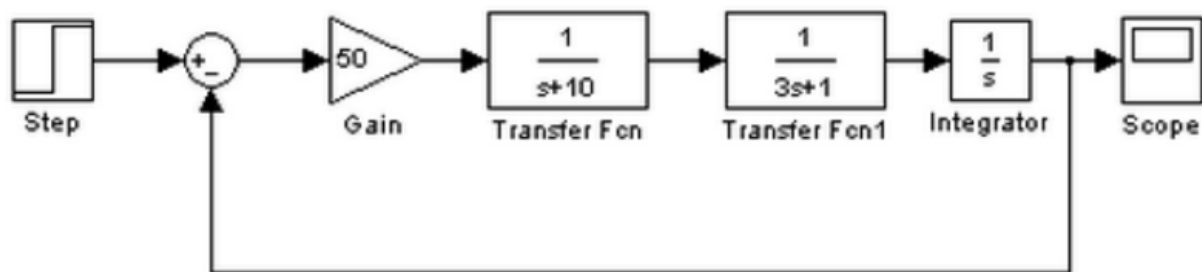 Step
+
−
50
Gain
1
s+10
Transfer Fcn
1
3s+1
Transfer Fcn1
1
s
Integrator
Scope